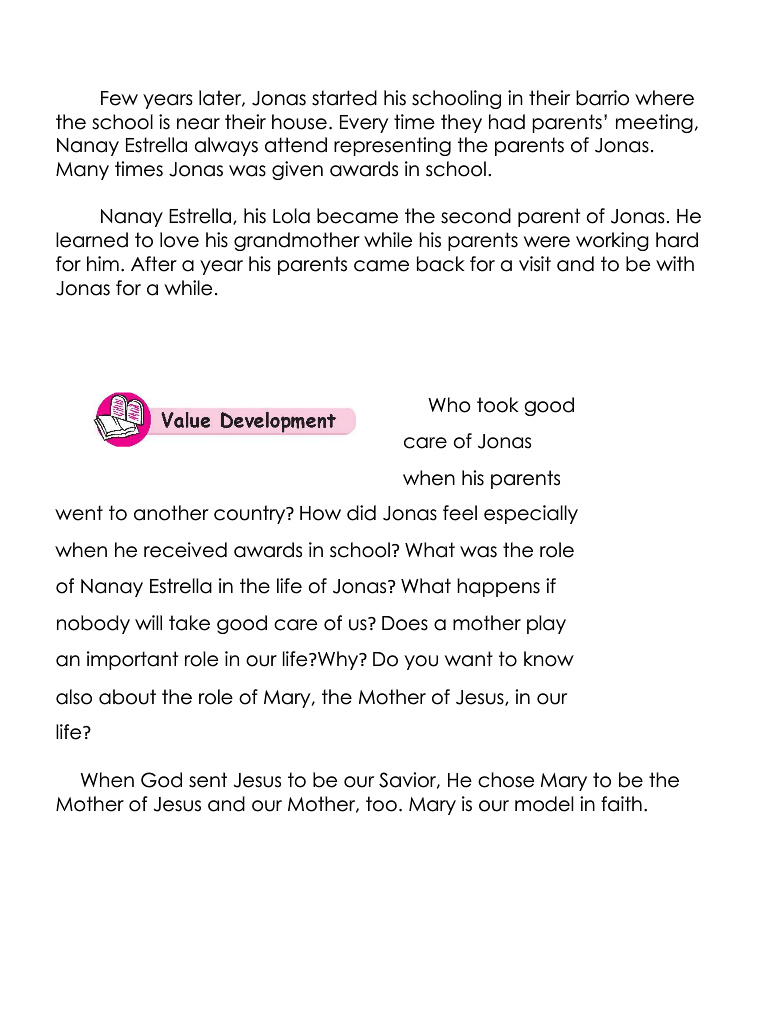 Few years later, Jonas started his schooling in their barrio where
the school is near their house. Every time they had parents’ meeting,
Nanay Estrella always attend representing the parents of Jonas.
Many times Jonas was given awards in school.
Nanay Estrella, his Lola became the second parent of Jonas. He
learned to love his grandmother while his parents were working hard
for him. After a year his parents came back for a visit and to be with
Jonas for a while.
Value Development
Who took good
care of Jonas
when his parents
went to another country? How did Jonas feel especially
when he received awards in school? What was the role
of Nanay Estrella in the life of Jonas? What happens if
nobody will take good care of us? Does a mother play
an important role in our life?Why? Do you want to know
also about the role of Mary, the Mother of Jesus, in our
life?
When God sent Jesus to be our Savior, He chose Mary to be the
Mother of Jesus and our Mother, too. Mary is our model in faith.